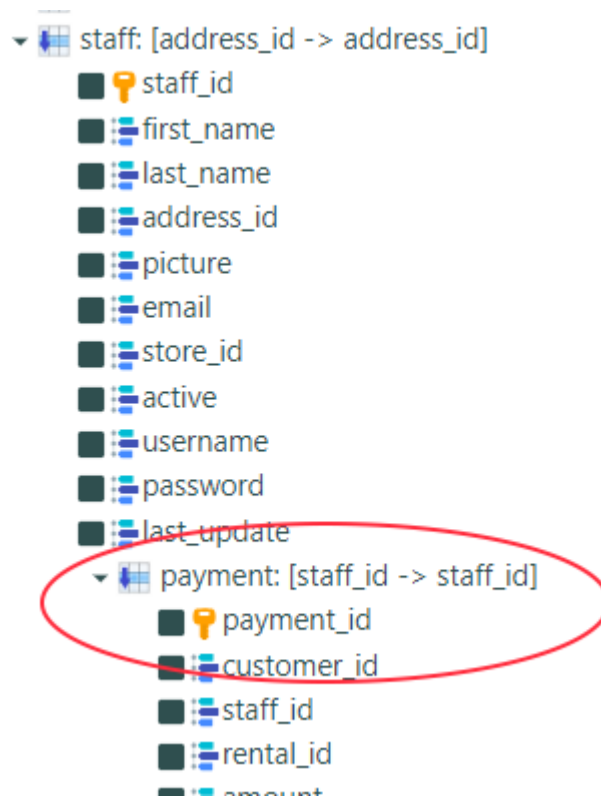 staff: [address_id -> address_id]
staff_id
first_name
last_name
address_id
picture
email
store_id
active
username
password
last_update
payment: [staff_id -> staff_id]
payment_id
customer_id
staff_id
rental_id
amount